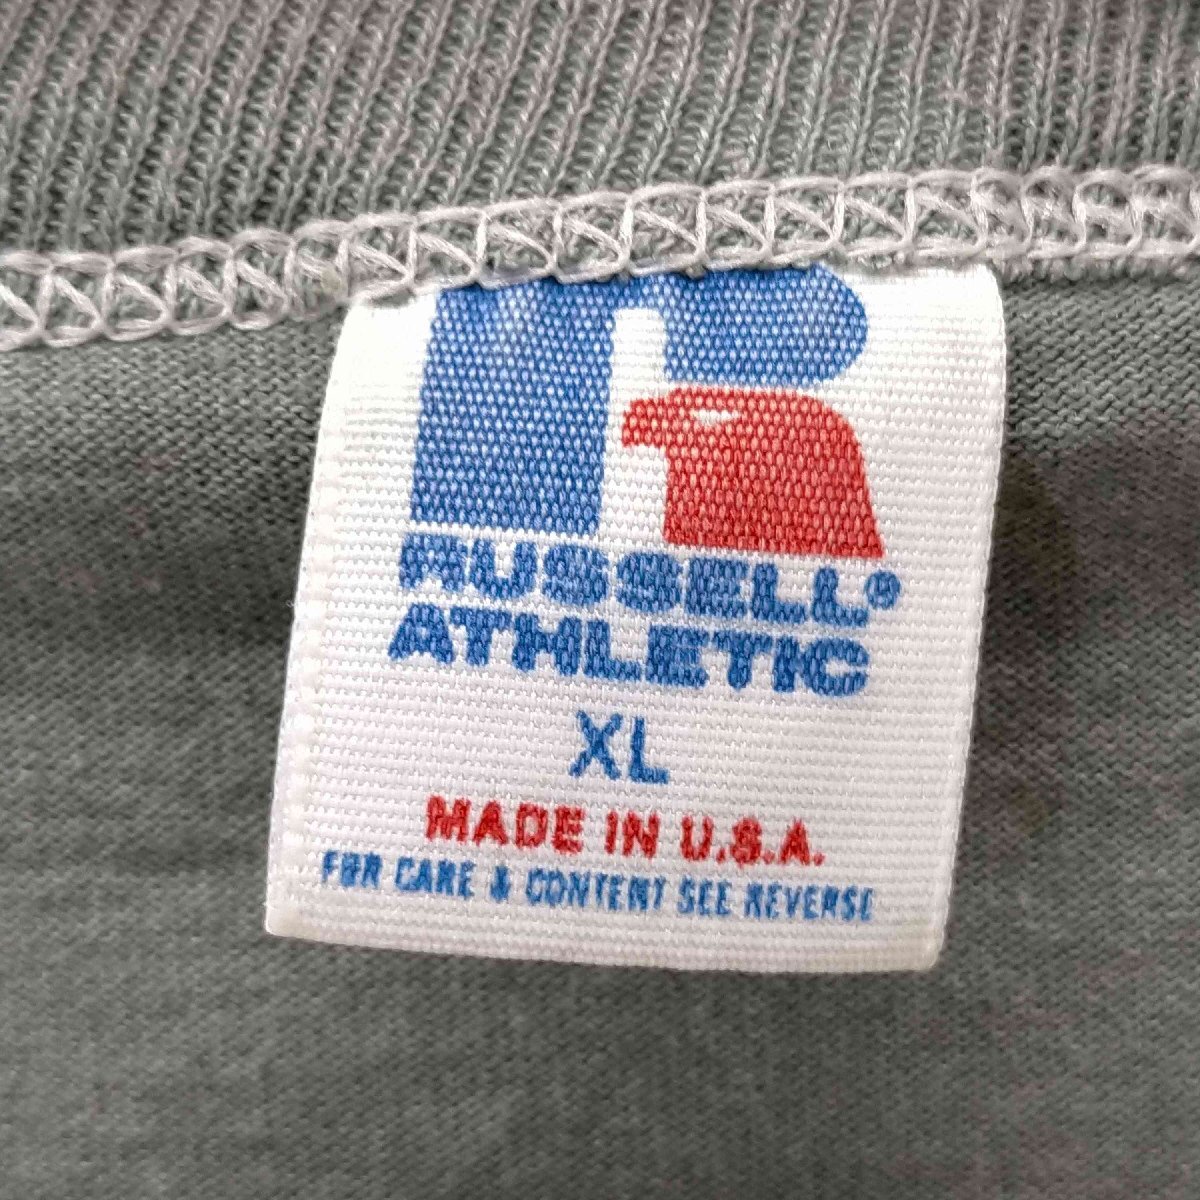 RUSSELL®
ATHLETIC
XL
MADE IN U.S.A.
FOR CARE & CONTENT SEE REVERSE